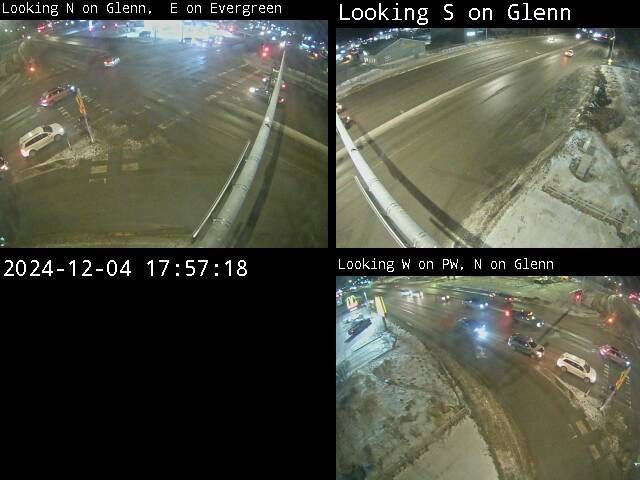 Looking N on Glenn,  E on Evergreen
Looking S on Glenn
2024-12-04 17:57:18
Looking W on PW, N on Glenn